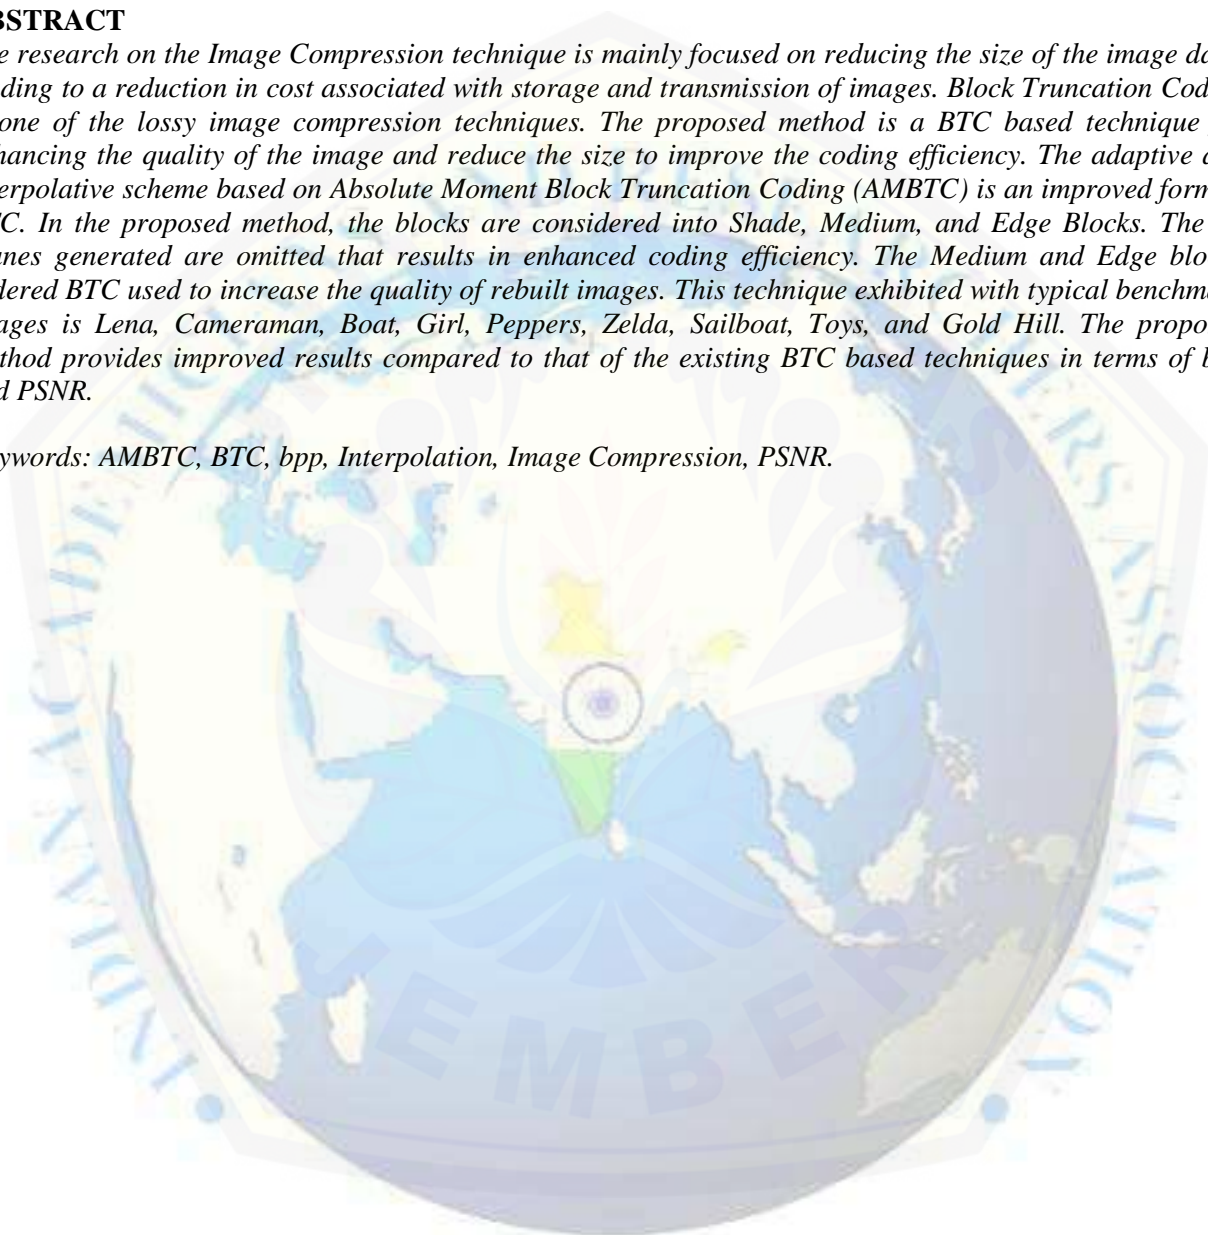 BSTRACT
e research on the Image Compression technique is mainly focused on reducing the size of the image da
ding to a reduction in cost associated with storage and transmission of images. Block Truncation Cod
one of the lossy image compression techniques. The proposed method is a BTC based technique
hancing the quality of the image and reduce the size to improve the coding efficiency. The adaptive a
erpolative scheme based on Absolute Moment Block Truncation Coding (AMBTC) is an improved form
TC. In the proposed method, the blocks are considered into Shade, Medium, and Edge Blocks. The
anes generated are omitted that results in enhanced coding efficiency. The Medium and Edge blo
dered BTC used to increase the quality of rebuilt images. This technique exhibited with typical benchma
ages is Lena, Cameraman, Boat, Girl, Peppers, Zelda, Sailboat, Toys, and Gold Hill. The propo
thod provides improved results compared to that of the existing BTC based techniques in terms of b
d PSNR.
ywords: AMBTC, BTC, bpp, Interpolation, Image Compression, PSNR.
INDIAN ACADEMICIANS AND RESEARCHERS ASSOCIATION
MEMBER